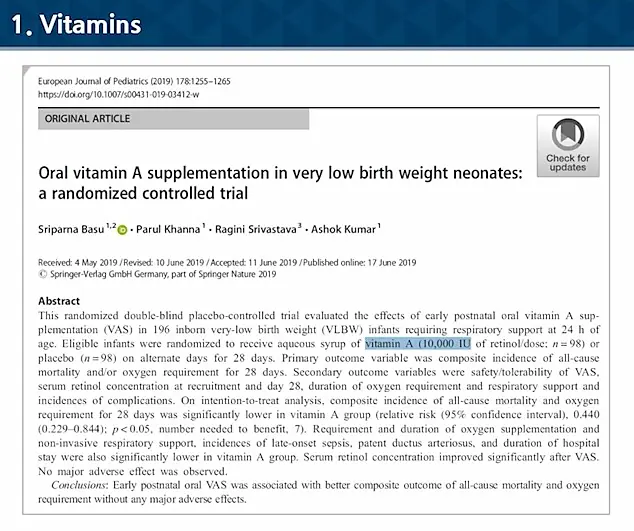 1. Vitamins
European Journal of Pediatrics (2019) 178:1255–1265
https://doi.org/10.1007/s00431-019-03412-w
ORIGINAL ARTICLE
Check for
updates
Oral vitamin A supplementation in very low birth weight neonates:
a randomized controlled trial
Sriparna Basu 1,2 · Parul Khanna 1 · Ragini Srivastava 3 · Ashok Kumar 1
Received: 4 May 2019 / Revised: 10 June 2019 / Accepted: 11 June 2019 / Published online: 17 June 2019
© Springer-Verlag GmbH Germany, part of Springer Nature 2019
Abstract
This randomized double-blind placebo-controlled trial evaluated the effects of early postnatal oral vitamin A sup-
plementation (VAS) in 196 inborn very-low birth weight (VLBW) infants requiring respiratory support at 24 h of
age. Eligible infants were randomized to receive aqueous syrup of vitamin A (10,000 IU of retinol/dose; n = 98) or
placebo (n = 98) on alternate days for 28 days. Primary outcome variable was composite incidence of all-cause
mortality and/or oxygen requirement for 28 days. Secondary outcome variables were safety/tolerability of VAS,
serum retinol concentration at recruitment and day 28, duration of oxygen requirement and respiratory support and
incidences of complications. On intention-to-treat analysis, composite incidence of all-cause mortality and oxygen
requirement for 28 days was significantly lower in vitamin A group (relative risk (95% confidence interval), 0.440
(0.229–0.844); p < 0.05, number needed to benefit, 7). Requirement and duration of oxygen supplementation and
non-invasive respiratory support, incidences of late-onset sepsis, patent ductus arteriosus, and duration of hospital
stay were also significantly lower in vitamin A group. Serum retinol concentration improved significantly after VAS.
No major adverse effect was observed.
Conclusions: Early postnatal oral VAS was associated with better composite outcome of all-cause mortality and oxygen
requirement without any major adverse effects.